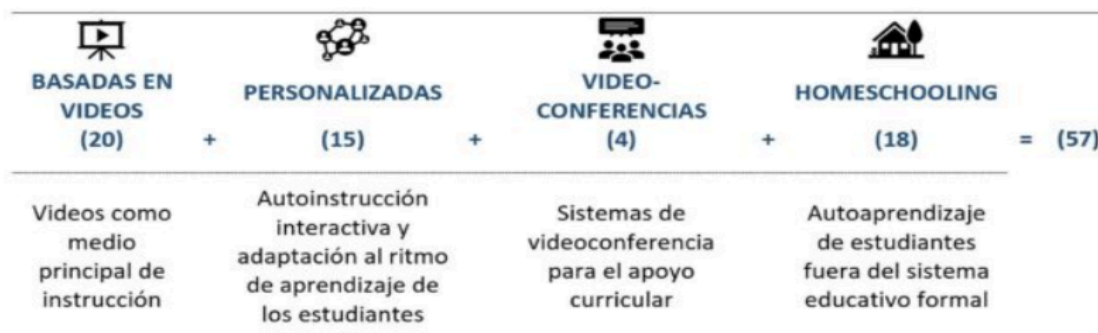 BASADAS EN
VIDEOS
(20)
+
PERSONALIZADAS
(15)
+
VIDEO-
CONFERENCIAS
(4)
+
HOMESCHOOLING
(18)
=
(57)
Videos como
medio
principal de
instrucción
Autoinstrucción
interactiva y
adaptación al ritmo
de aprendizaje de
los estudiantes
Sistemas de
videoconferencia
para el apoyo
curricular
Autoaprendizaje
de estudiantes
fuera del sistema
educativo formal